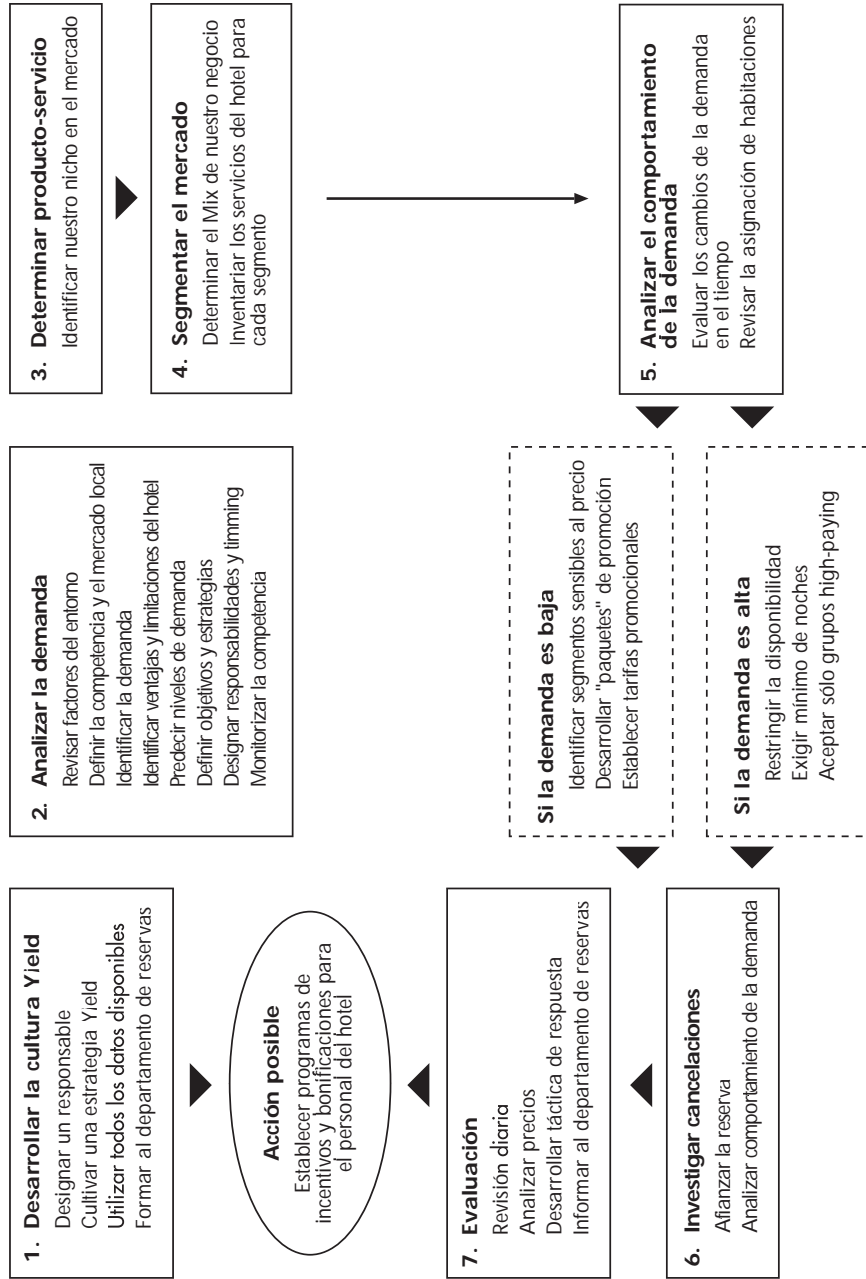 1. Desarrollar la cultura Yield
Designar un responsable
Cultivar una estrategia Yield
Utilizar todos los datos disponibles
Formar al departamento de reservas
2. Analizar la demanda
Revisar factores del entorno
Definir la competencia y el mercado local
Identificar la demanda
Identificar ventajas y limitaciones del hotel
Predecir niveles de demanda
Definir objetivos y estrategias
Designar responsabilidades y timming
Monitorizar la competencia
3. Determinar producto-servicio
Identificar nuestro nicho en el mercado
4. Segmentar el mercado
Determinar el Mix de nuestro negocio
Inventariar los servicios del hotel para
cada segmento
5. Analizar el comportamiento
de la demanda
Evaluar los cambios de la demanda
en el tiempo
Revisar la asignación de habitaciones
Si la demanda es baja
Identificar segmentos sensibles al precio
Desarrollar "paquetes" de promoción
Establecer tarifas promocionales
Si la demanda es alta
Restringir la disponibilidad
Exigir mínimo de noches
Aceptar sólo grupos high-paying
6. Investigar cancelaciones
Afianzar la reserva
Analizar comportamiento de la demanda
7. Evaluación
Revisión diaria
Analizar precios
Desarrollar táctica de respuesta
Informar al departamento de reservas
Acción posible
Establecer programas de
incentivos y bonificaciones para
el personal del hotel